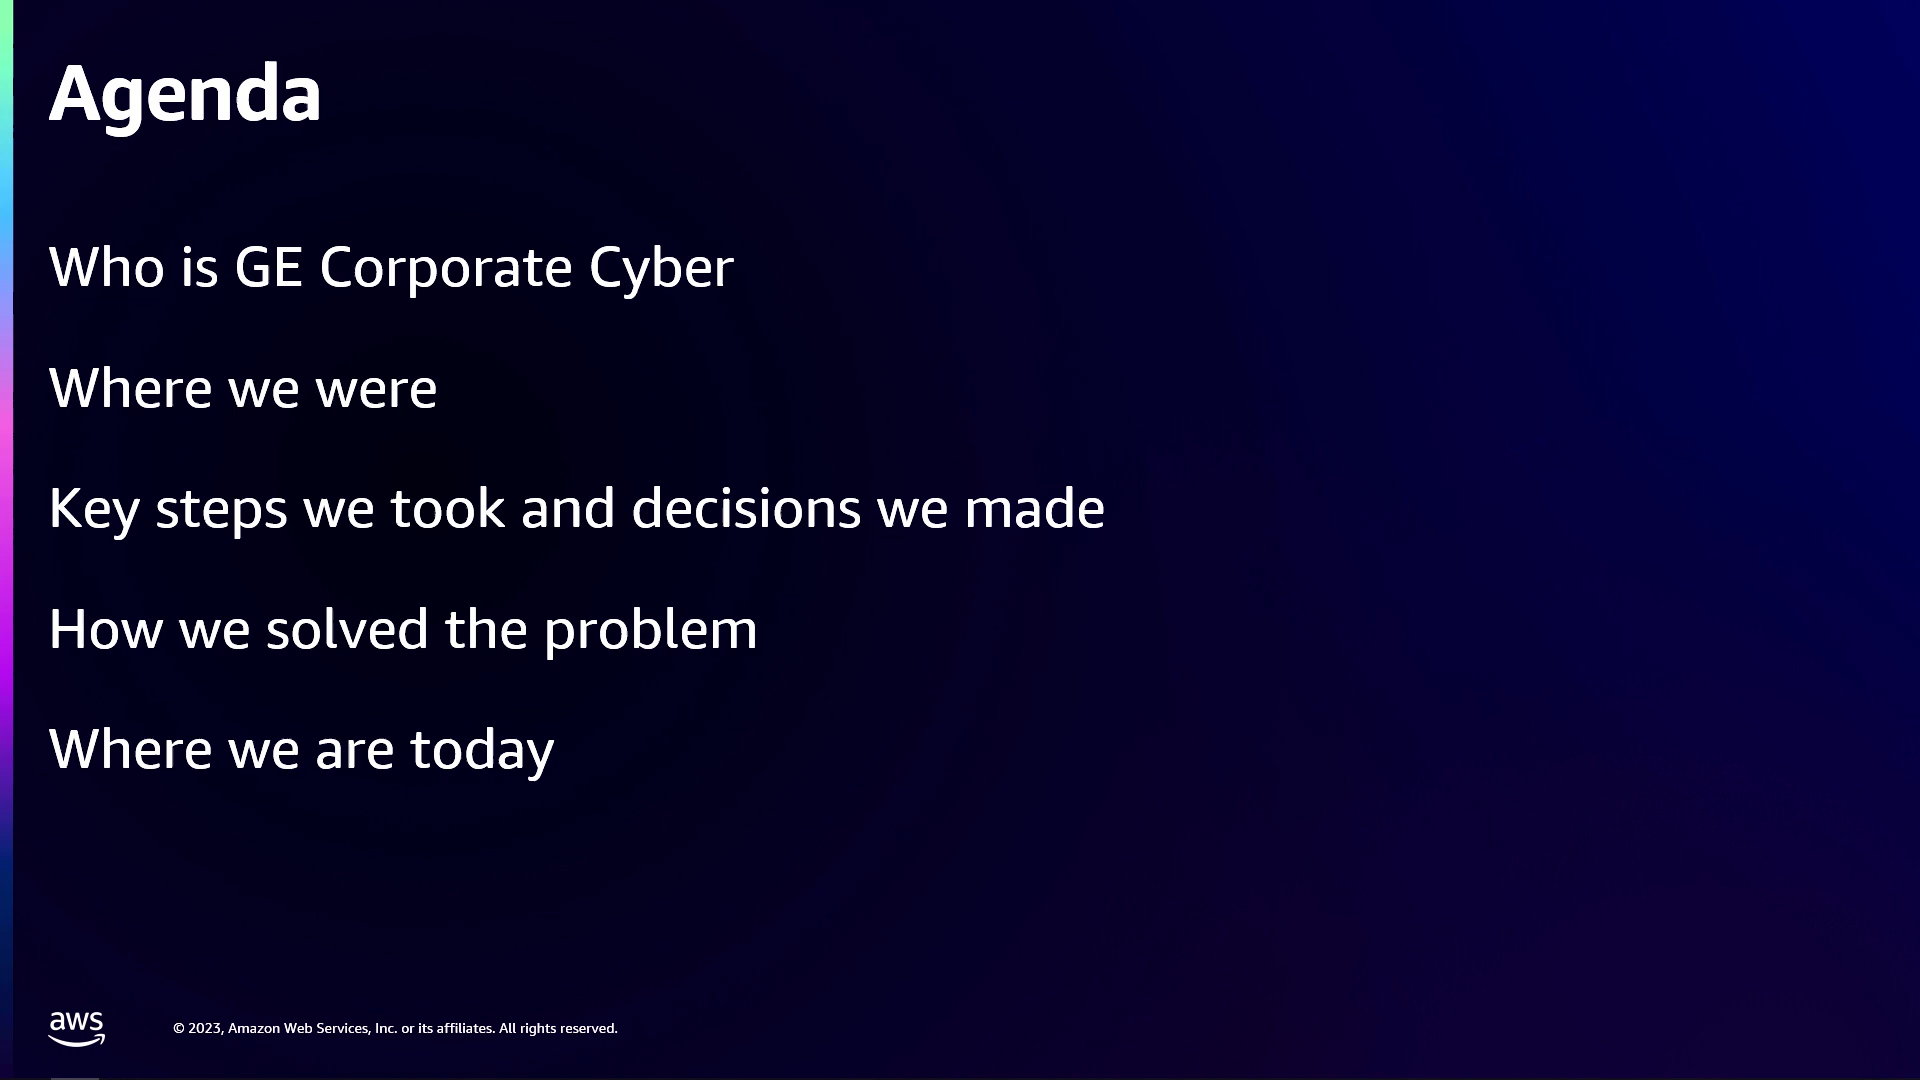 Agenda
Who is GE Corporate Cyber
Where we were
Key steps we took and decisions we made
How we solved the problem
Where we are today
aws
© 2023, Amazon Web Services, Inc. or its affiliates. All rights reserved.